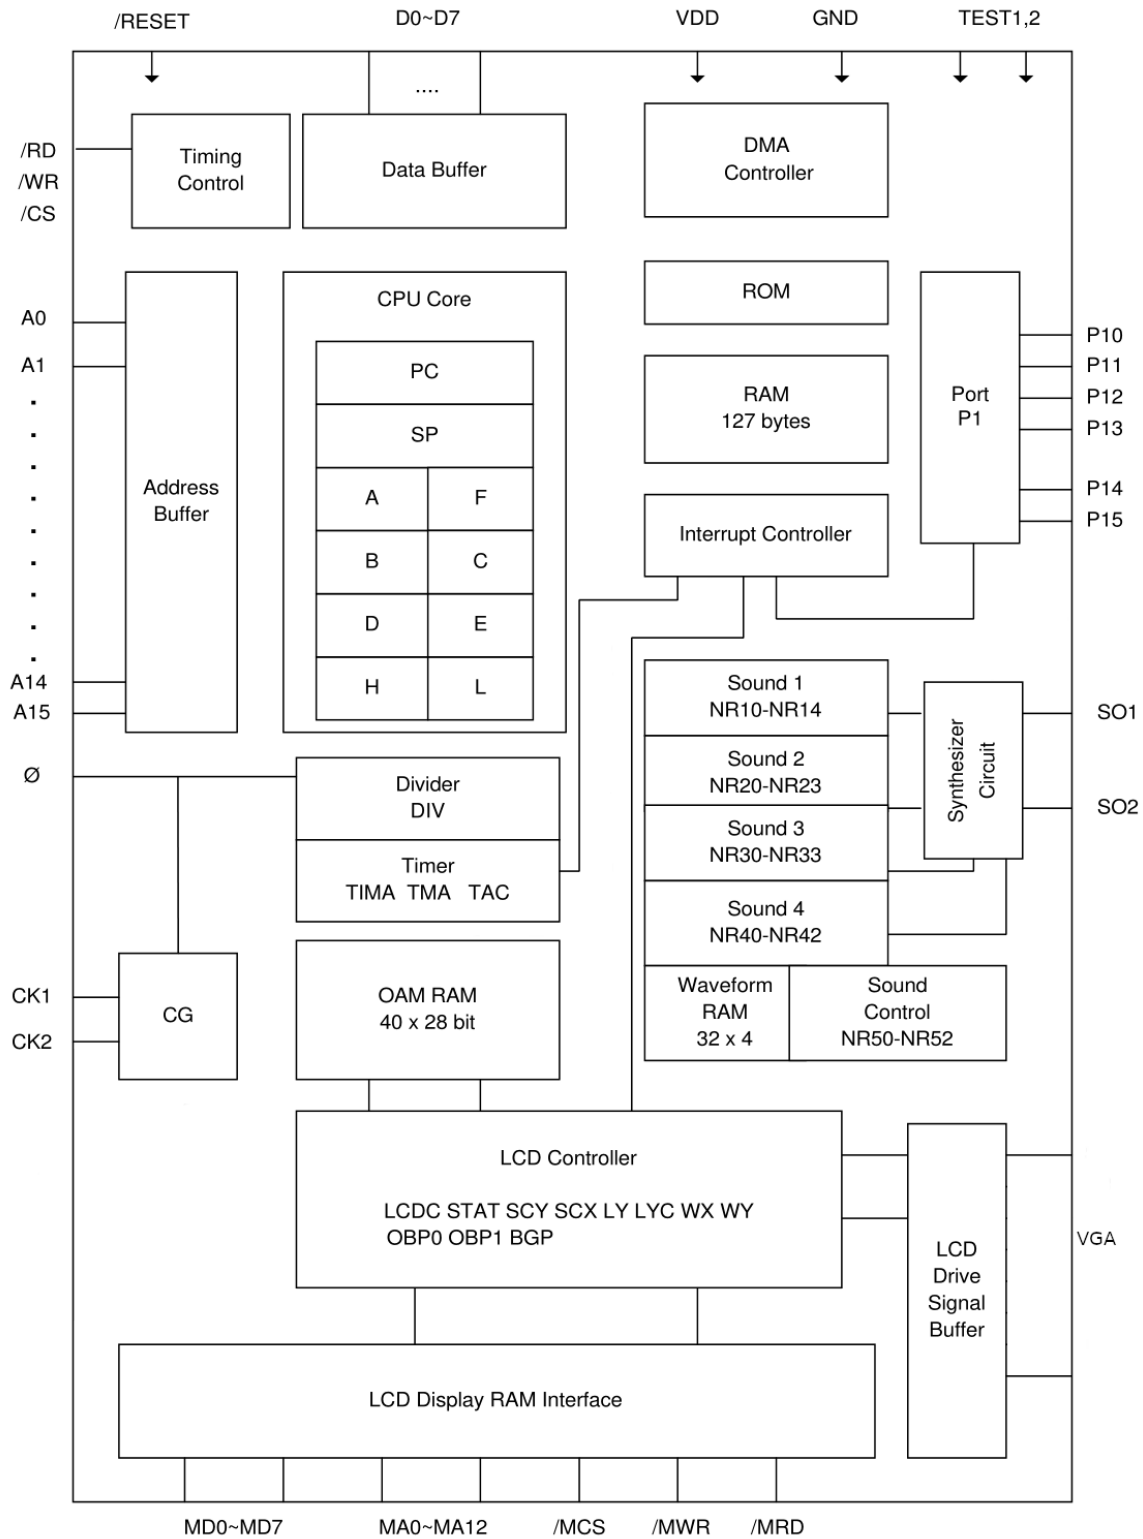 /RESET
D0~D7
VDD
GND
TEST1,2
....
/RD
/WR
/CS
Timing
Control
Data Buffer
DMA
Controller
A0
A1
A14
A15
Address
Buffer
CPU Core
PC
SP
A F
B C
D E
H L
ROM
RAM
127 bytes
Interrupt Controller
Port
P1
P10
P11
P12
P13
P14
P15
Ø
Divider
DIV
Timer
TIMA TMA TAC
Sound 1
NR10-NR14
Sound 2
NR20-NR23
Sound 3
NR30-NR33
Sound 4
NR40-NR42
Waveform
RAM
32 x 4
Sound
Control
NR50-NR52
Synthesizer
Circuit
SO1
SO2
CK1
CK2
CG
OAM RAM
40 x 28 bit
LCD Controller
LCDC STAT SCY SCX LY LYC WX WY
OBP0 OBP1 BGP
LCD
Drive
Signal
Buffer
VGA
LCD Display RAM Interface
MD0~MD7
MA0~MA12
/MCS
/MWR
/MRD